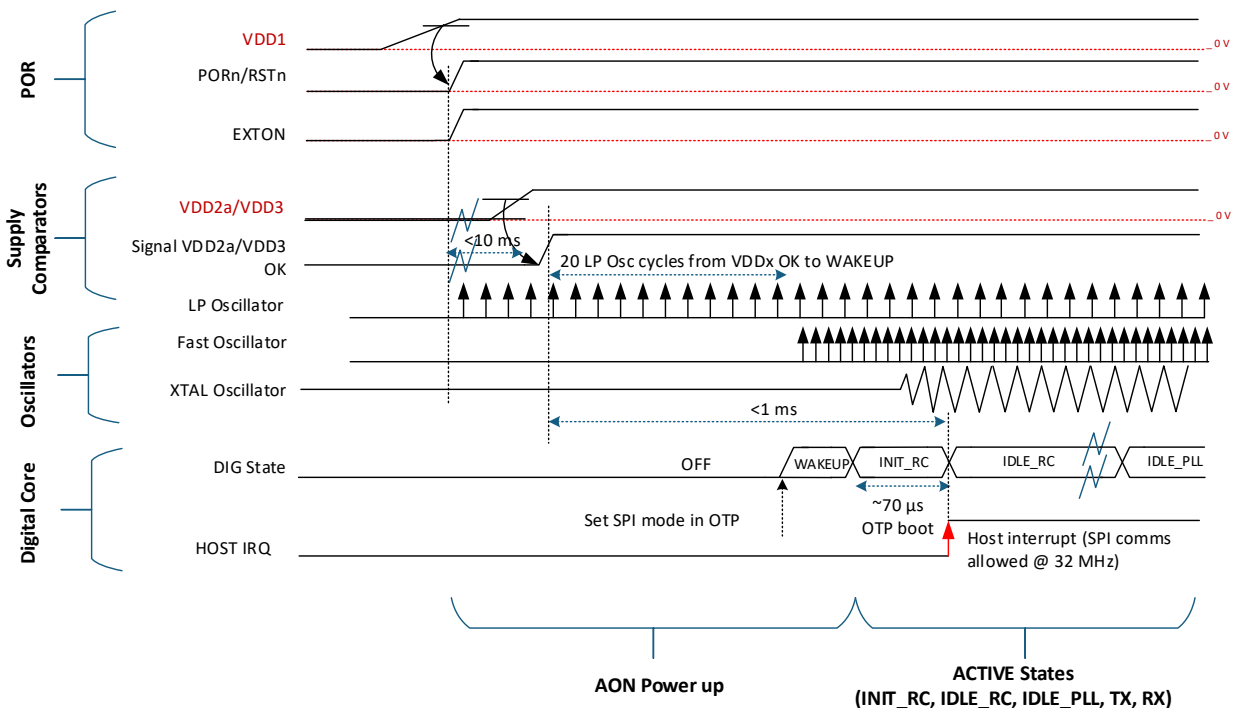 POR
VDD1
0 V
PORn/RSTn
0 V
EXTON
0 V
Supply
Comparators
VDD2a/VDD3
0 V
Signal VDD2a/VDD3
OK
<10 ms
20 LP Osc cycles from VDDx OK to WAKEUP
LP Oscillator
Oscillators
Fast Oscillator
XTAL Oscillator
<1 ms
Digital Core
DIG State
OFF
WAKEUP
INIT_RC
IDLE_RC
IDLE_PLL
Set SPI mode in OTP
~70 µs
OTP boot
HOST IRQ
Host interrupt (SPI comms
allowed @ 32 MHz)
AON Power up
ACTIVE States
(INIT_RC, IDLE_RC, IDLE_PLL, TX, RX)